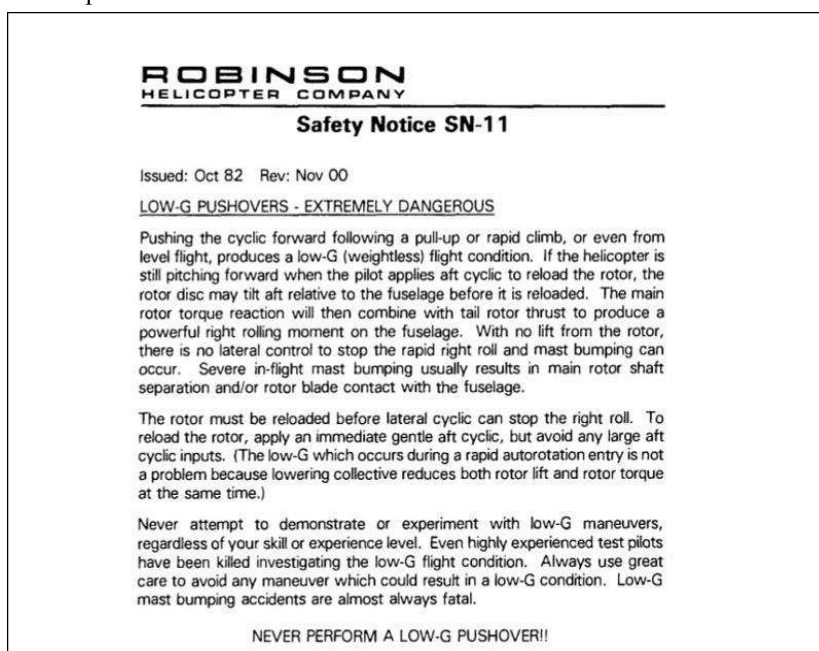 ROBINSON
HELICOPTER COMPANY
Safety Notice SN-11
Issued: Oct 82 Rev: Nov 00
LOW-G PUSHOVERS - EXTREMELY DANGEROUS
Pushing the cyclic forward following a pull-up or rapid climb, or even from
level flight, produces a low-G (weightless) flight condition. If the helicopter is
still pitching forward when the pilot applies aft cyclic to reload the rotor, the
rotor disc may tilt aft relative to the fuselage before it is reloaded. The main
rotor torque reaction will then combine with tail rotor thrust to produce a
powerful right rolling moment on the fuselage. With no lift from the rotor,
there is no lateral control to stop the rapid right roll and mast bumping can
occur. Severe in-flight mast bumping usually results in main rotor shaft
separation and/or rotor blade contact with the fuselage.
The rotor must be reloaded before lateral cyclic can stop the right roll. To
reload the rotor, apply an immediate gentle aft cyclic, but avoid any large aft
cyclic inputs. (The low-G which occurs during a rapid autorotation entry is not
a problem because lowering collective reduces both rotor lift and rotor torque
at the same time.)
Never attempt to demonstrate or experiment with low-G maneuvers,
regardless of your skill or experience level. Even highly experienced test pilots
have been killed investigating the low-G flight condition. Always use great
care to avoid any maneuver which could result in a low-G condition. Low-G
mast bumping accidents are almost always fatal.
NEVER PERFORM A LOW-G PUSHOVER!!